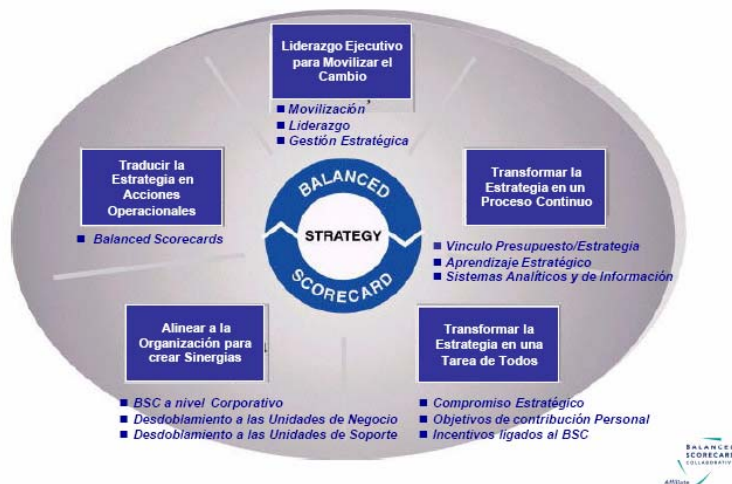 Liderazgo Ejecutivo
para Movilizar el
Cambio
■ Movilización’
■ Liderazgo
■ Gestión Estratégica
Traducir la
Estrategia en
Acciones
Operacionales
■ Balanced Scorecards
BALANCED
STRATEGY
SCORECARD
Transformar la
Estrategia en un
Proceso Continuo
■ Vinculo Presupuesto/Estrategia
■ Aprendizaje Estratégico
■ Sistemas Analíticos y de Información
Alinear a la
Organización para
crear Sinergias
■ BSC a nivel Corporativo
■ Desdoblamiento a las Unidades de Negocio
■ Desdoblamiento a las Unidades de Soporte
Transformar la
Estrategia en una
Tarea de Todos
■ Compromiso Estratégico
■ Objetivos de contribución Personal
■ Incentivos ligados al BSC
BALANCED
SCORECARD
COLLABORATIVE
Affiliate